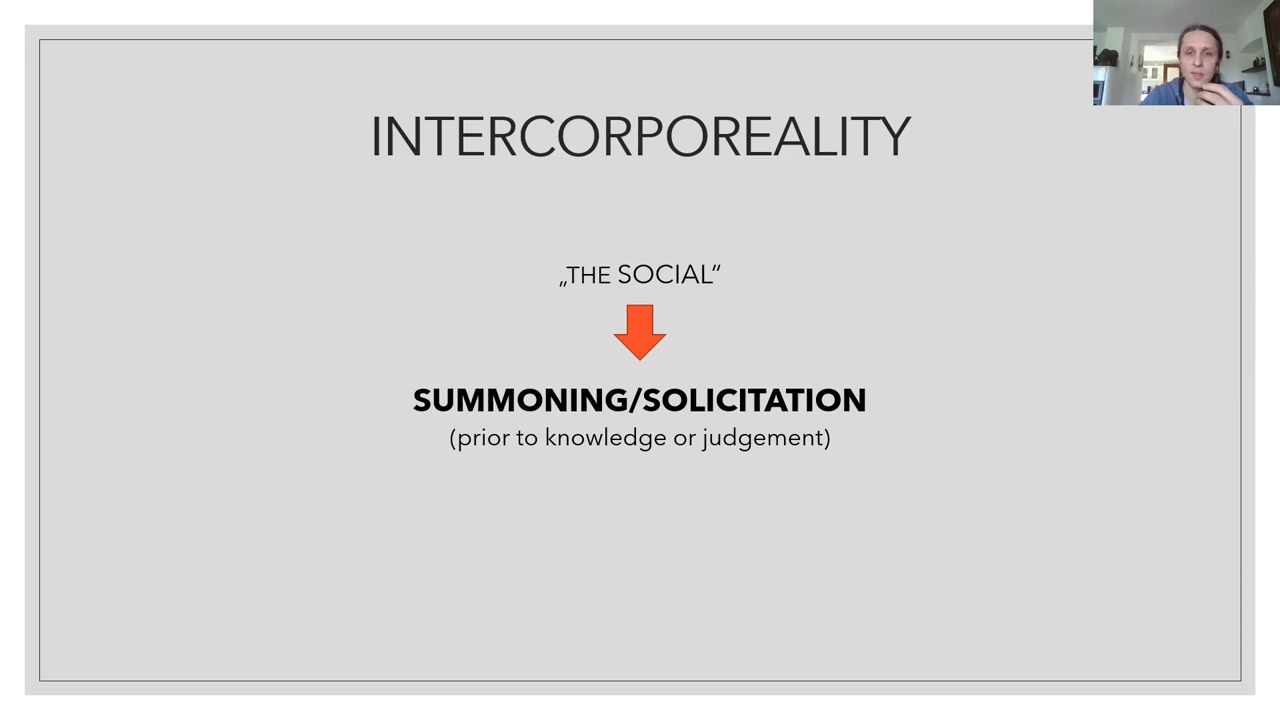 INTERCORPOREALITY
„THE SOCIAL“
SUMMONING/SOLICITATION
(prior to knowledge or judgement)